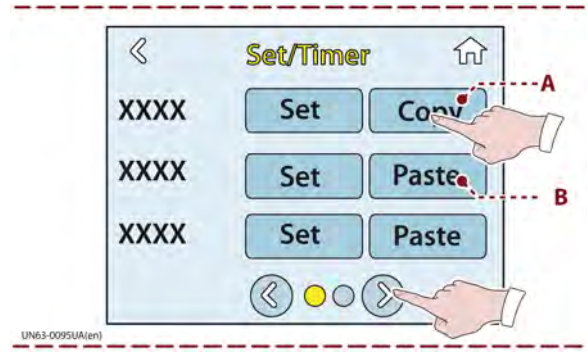 Set/Timer
A
XXXX Set Copy
XXXX Set Paste
B
XXXX Set Paste
UN63-0095UA(en)